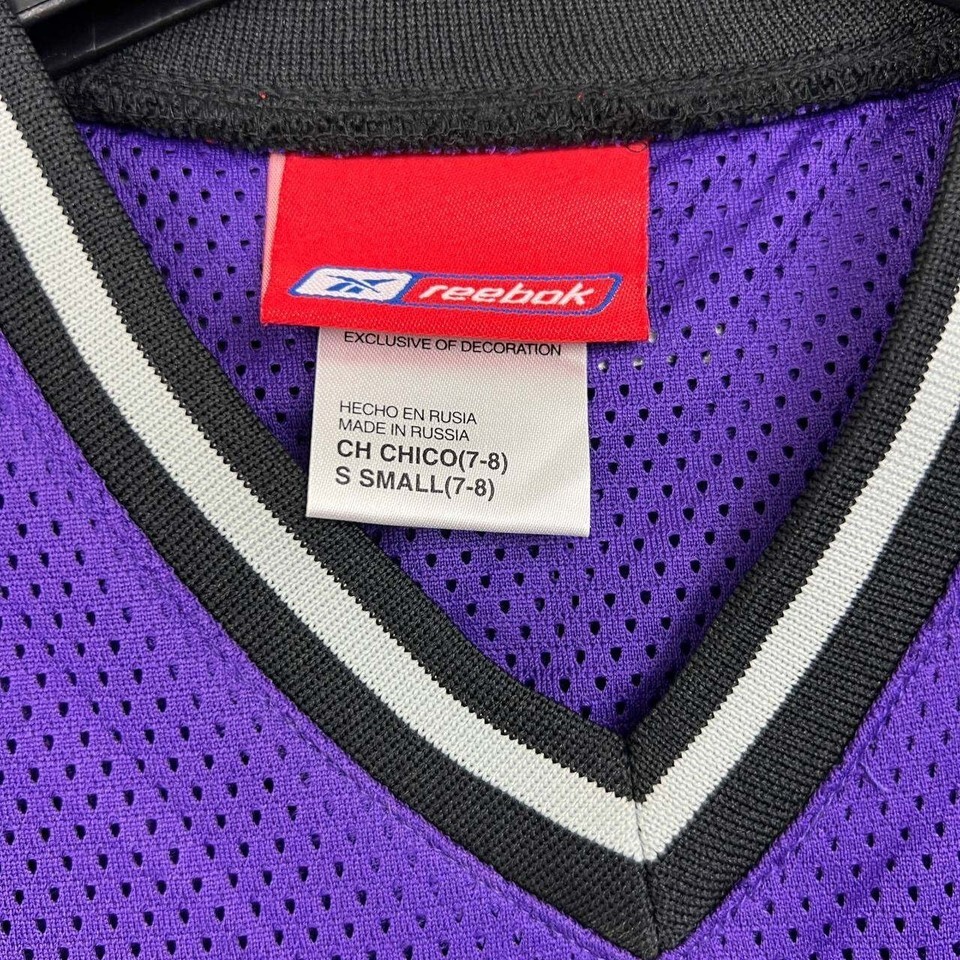 reebok
EXCLUSIVE OF DECORATION
HECHO EN RUSIA
MADE IN RUSSIA
CH CHICO(7-8)
S SMALL(7-8)